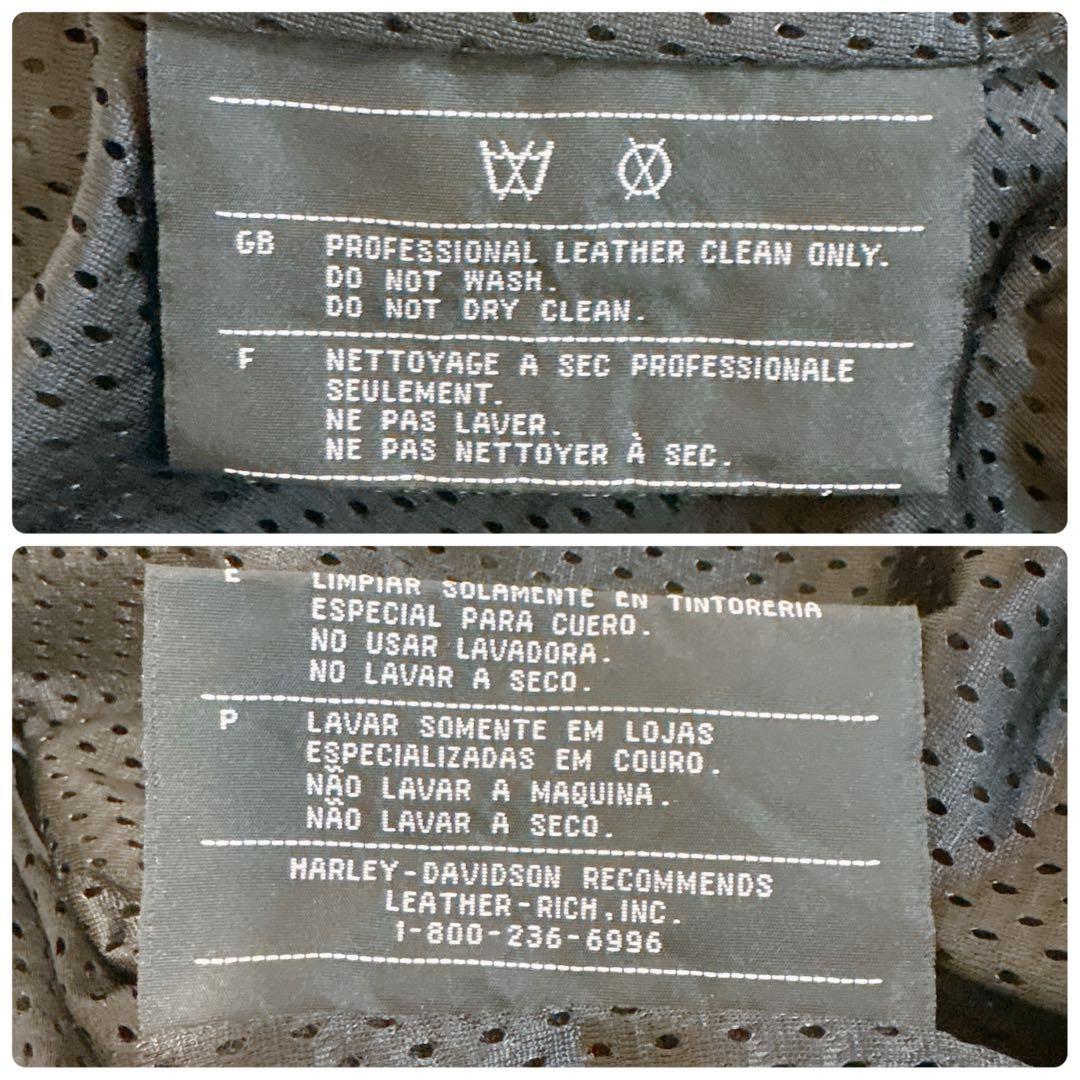 GB PROFESSIONAL LEATHER CLEAN ONLY.
DO NOT WASH.
DO NOT DRY CLEAN.
F NETTOYAGE A SEC PROFESSIONALE
SEULEMENT.
NE PAS LAVER.
NE PAS NETTOYER À SEC.
E LIMPIAR SOLAMENTE EN TINTORERIA
ESPECIAL PARA CUERO.
NO USAR LAVADORA.
NO LAVAR A SECO.
P LAVAR SOMENTE EM LOJAS
ESPECIALIZADAS EM COURO.
NÃO LAVAR A MAQUINA.
NÃO LAVAR A SECO.
HARLEY-DAVIDSON RECOMMENDS
LEATHER-RICH, INC.
1-800-236-6996